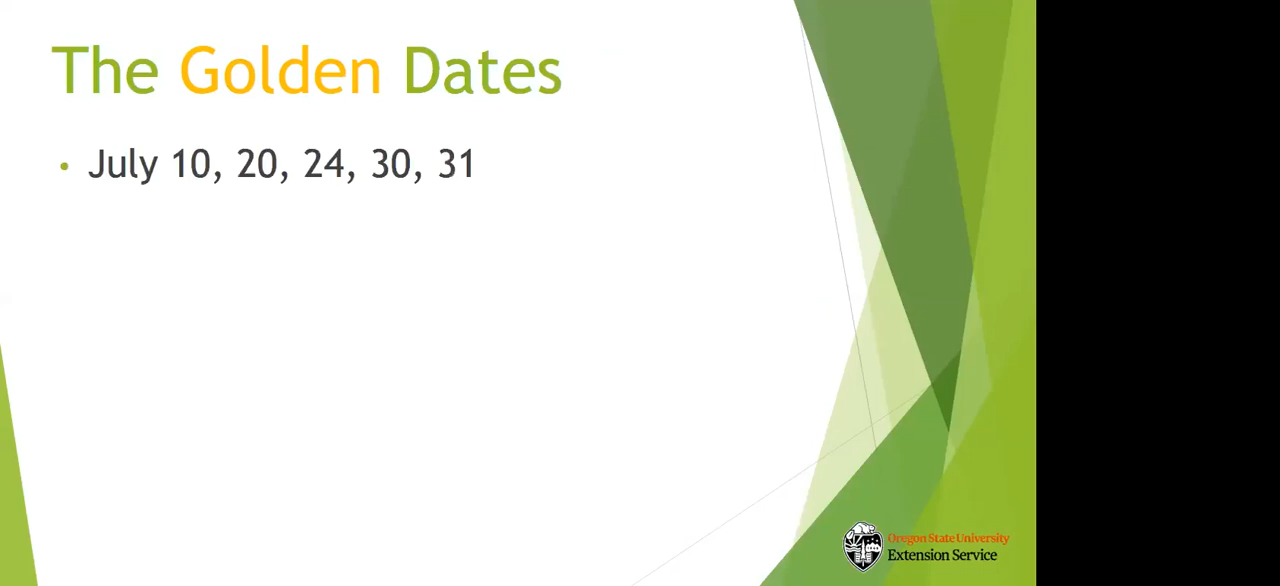 The Golden Dates
• July 10, 20, 24, 30, 31
Oregon State University
Extension Service